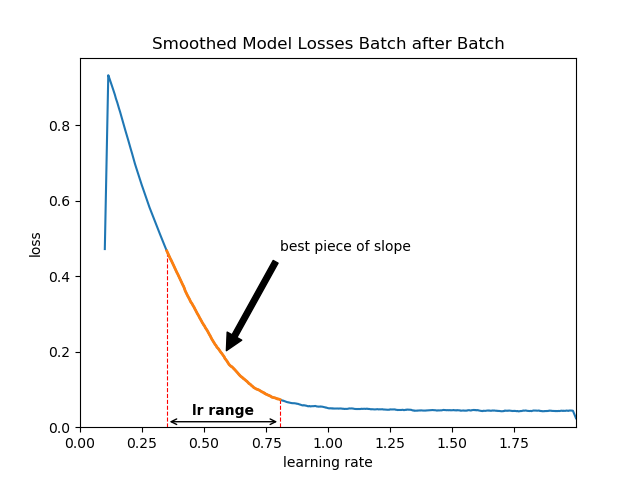 Smoothed Model Losses Batch after Batch
0.8
0.6
0.4
0.2
0.0
loss
best piece of slope
lr range
0.00 0.25 0.50 0.75 1.00 1.25 1.50 1.75
learning rate